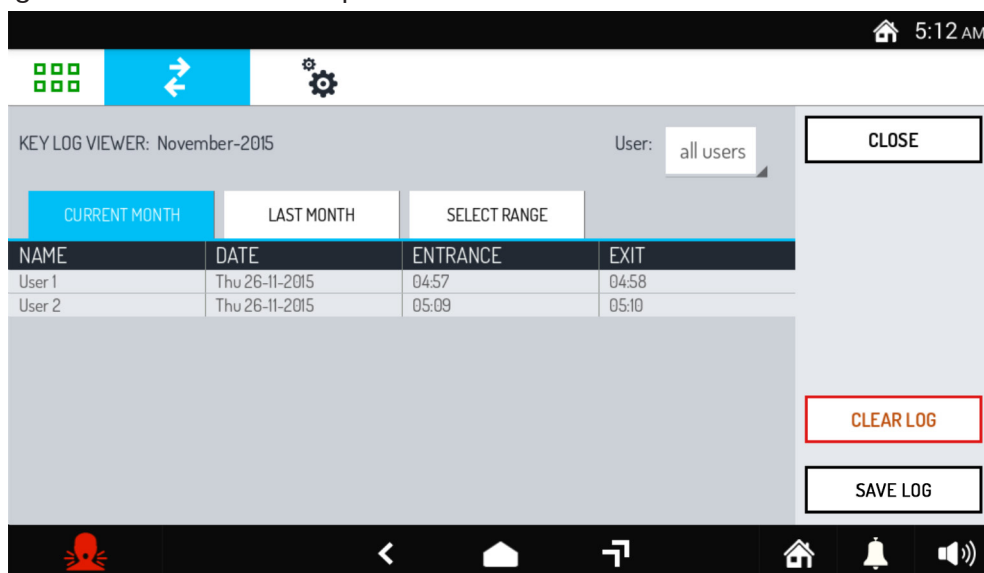 5:12 AM
KEY LOG VIEWER: November-2015
User:
all users
CLOSE
CURRENT MONTH
LAST MONTH
SELECT RANGE
NAME DATE ENTRANCE EXIT
User 1 Thu 26-11-2015 04:57 04:58
User 2 Thu 26-11-2015 05:09 05:10
CLEAR LOG
SAVE LOG